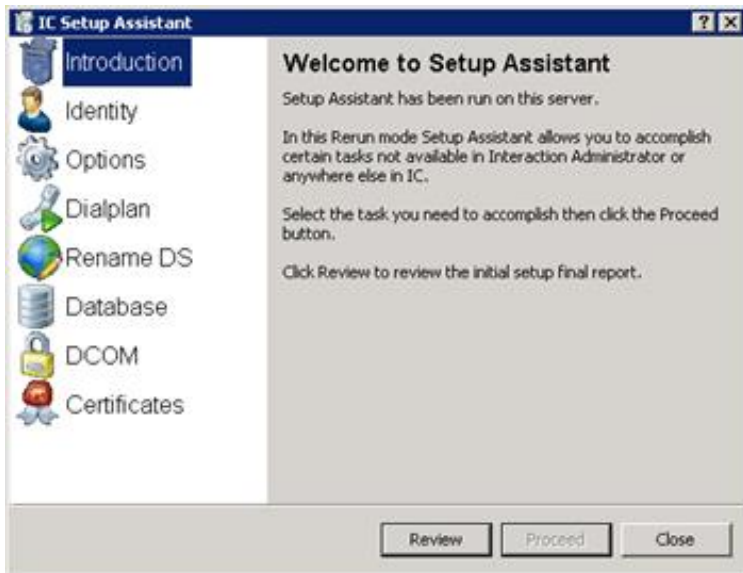 IC Setup Assistant
Introduction
Identity
Options
Dialplan
Rename DS
Database
DCOM
Certificates
Welcome to Setup Assistant
Setup Assistant has been run on this server.
In this Rerun mode Setup Assistant allows you to accomplish
certain tasks not available in Interaction Administrator or
anywhere else in IC.
Select the task you need to accomplish then click the Proceed
button.
Click Review to review the initial setup final report.
Review
Proceed
Close